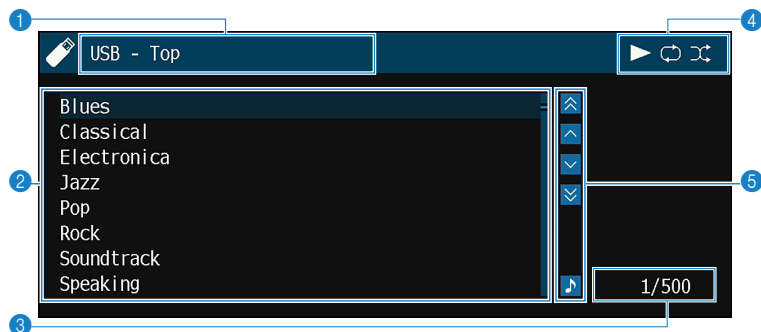 1
4
USB - Top
Blues
Classical
Electronica
Jazz
2
5
Pop
Rock
Soundtrack
Speaking
1/500
3